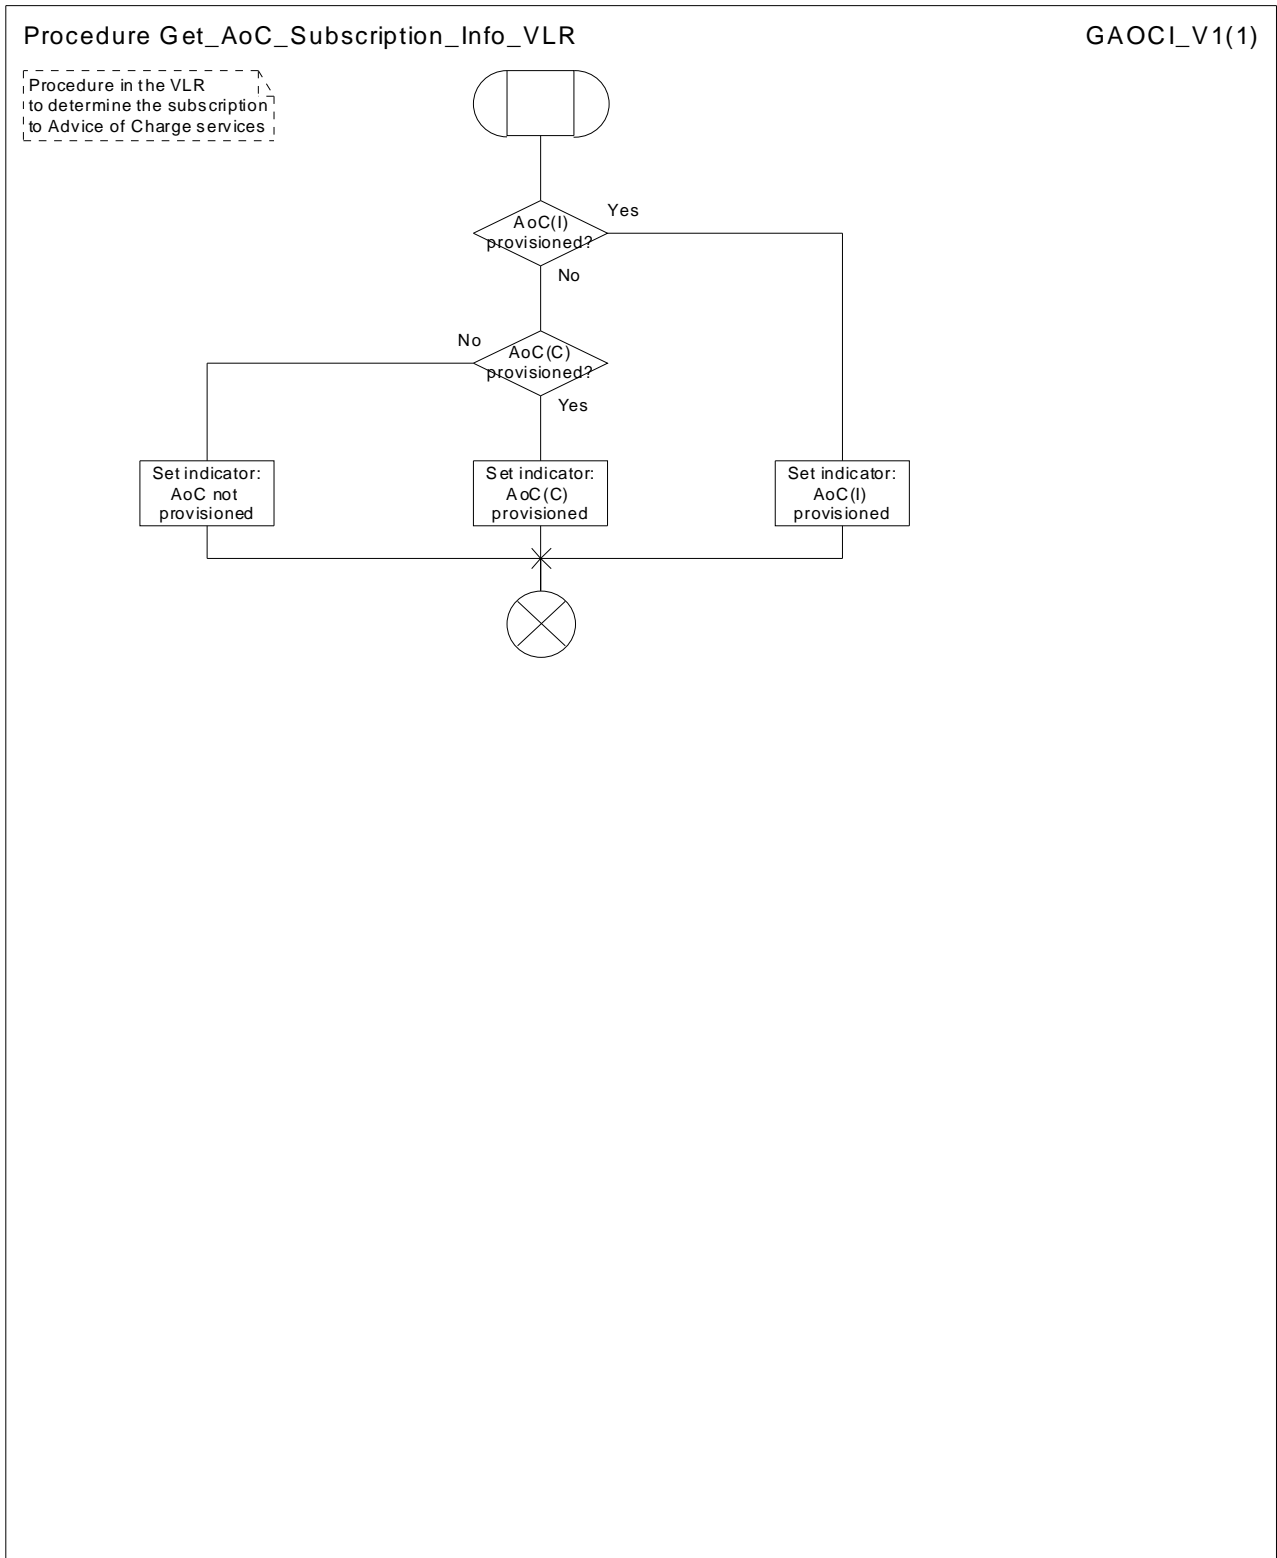 Procedure Get_AoC_Subscription_Info_VLR
GAOCI_V1(1)
Procedure in the VLR
to determine the subscription
to Advice of Charge services
AoC(I)
provisioned?
Yes
No
No
AoC(C)
provisioned?
Yes
Set indicator:
AoC not
provisioned
Set indicator:
AoC(C)
provisioned
Set indicator:
AoC(I)
provisioned